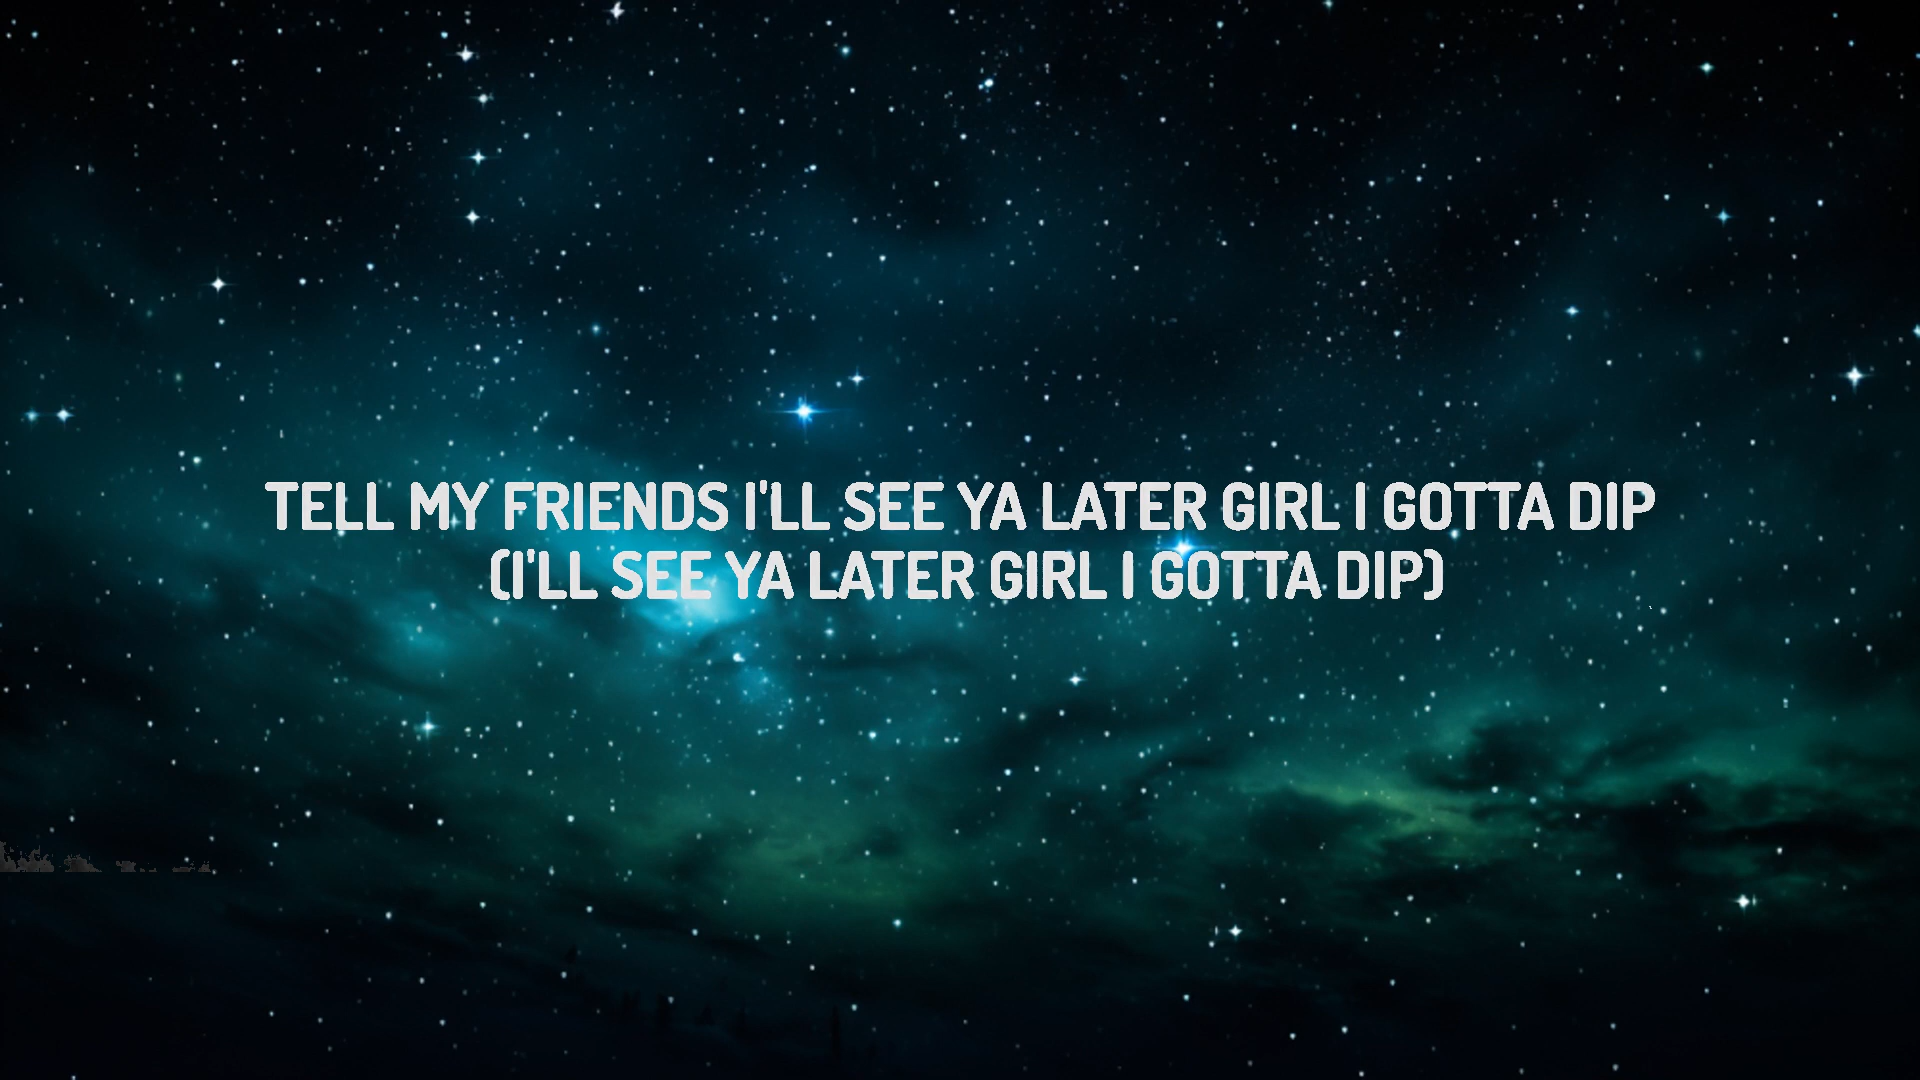 TELL MY FRIENDS I'LL SEE YA LATER GIRL I GOTTA DIP
(I'LL SEE YA LATER GIRL I GOTTA DIP)